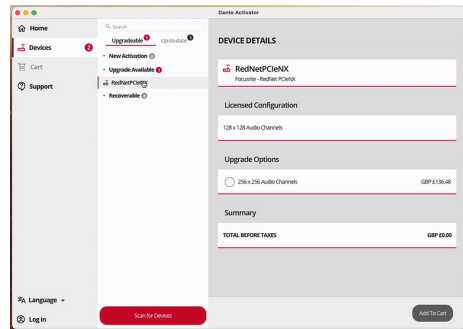 Dante Activator
Home
Devices
Cart
Support
Language
Log in
Search
Upgradeable
Up-to-date
New Activation
Upgrade Available
RedNetPCIeNX
Recoverable
Scan for Devices
DEVICE DETAILS
RedNetPCIeNX
Focusrite - RedNet PCIeNX
Licensed Configuration
128 x 128 Audio Channels
Upgrade Options
256 x 256 Audio Channels GBP £136.48
Summary
TOTAL BEFORE TAXES GBP £0.00
Add To Cart